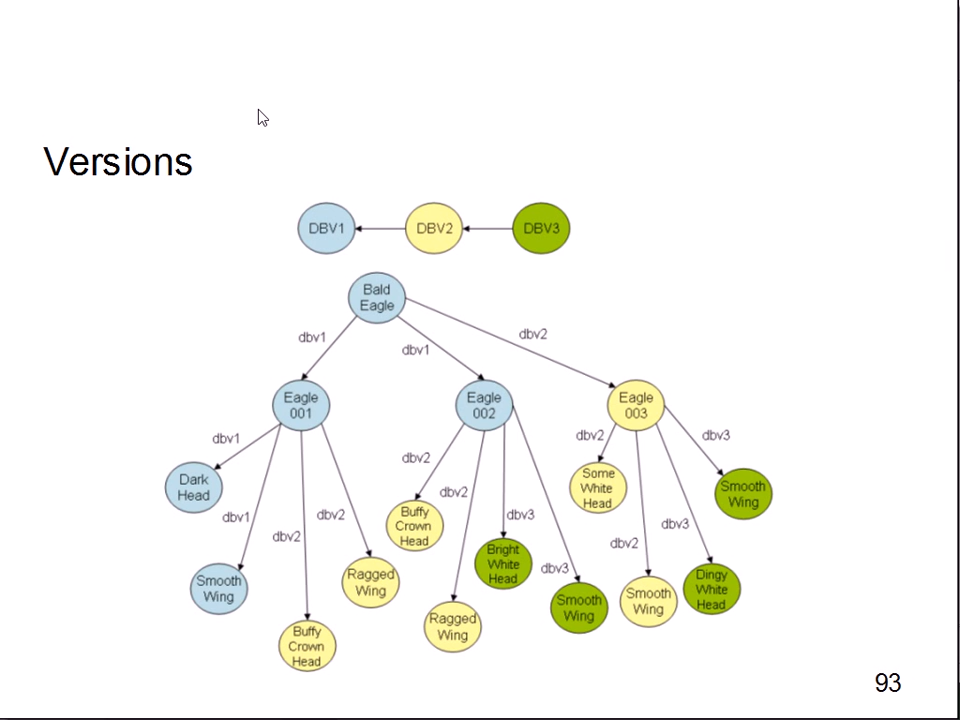 Versions
DBV1
DBV2
DBV3
Bald
Eagle
dbv1
dbv1
dbv2
Eagle
001
Eagle
002
Eagle
003
dbv1
dbv1
dbv2
dbv2
dbv2
dbv2
dbv3
dbv3
dbv2
dbv2
dbv3
dbv3
Dark
Head
Smooth
Wing
Buffy
Crown
Head
Ragged
Wing
Buffy
Crown
Head
Ragged
Wing
Bright
White
Head
Smooth
Wing
Some
White
Head
Smooth
Wing
Dingy
White
Head
Smooth
Wing
93